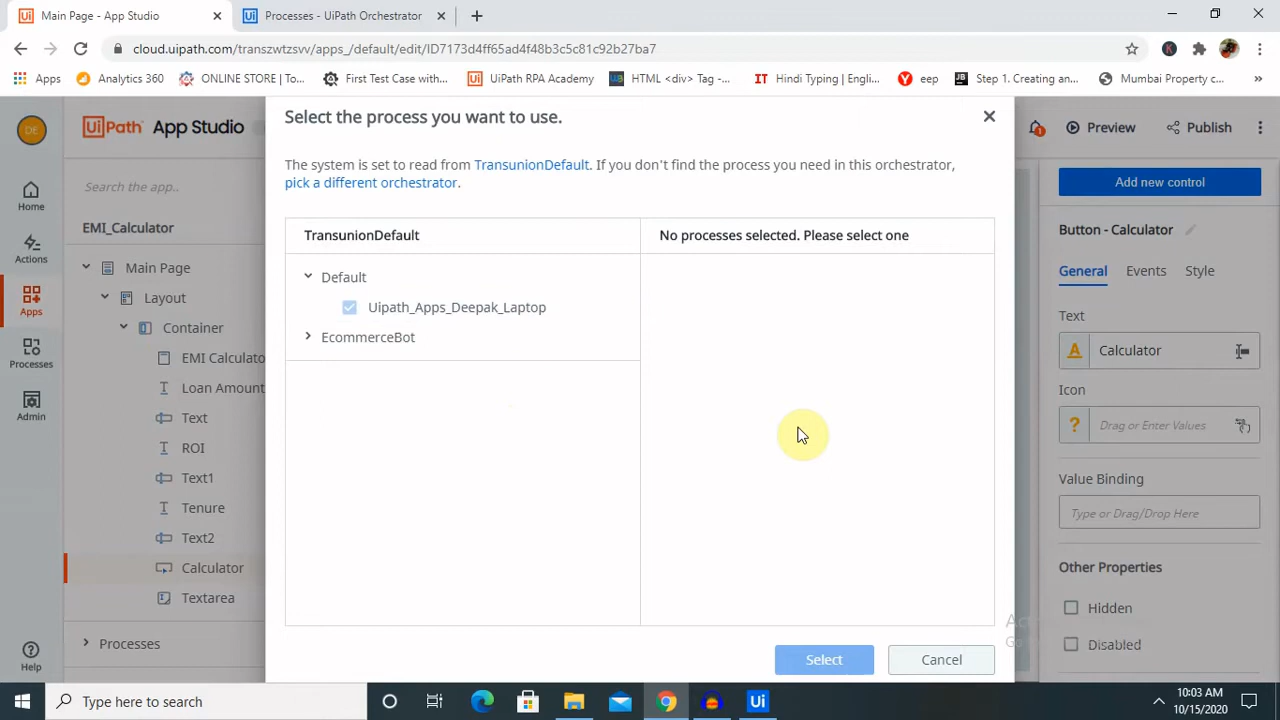 Main Page - App Studio
Processes - UiPath Orchestrator
cloud.uipath.com/transzwtzsvv/apps_/default/edit/ID7173d4ff65ad4f48b3c5c81c92b27ba7
K
Apps
Analytics 360
ONLINE STORE | To...
First Test Case with...
UiPath RPA Academy
HTML <div> Tag -...
Hindi Typing | Engli...
eep
Step 1. Creating an...
Mumbai Property c...
»
DE
UiPath App Studio
Select the process you want to use.
1
Preview
Publish
The system is set to read from TransunionDefault. If you don't find the process you need in this orchestrator,
pick a different orchestrator.
Search the app..
Add new control
Home
EMI_Calculator
TransunionDefault
No processes selected. Please select one
Button - Calculator
Actions
Main Page
Default
General
Events
Style
Apps
Layout
Uipath_Apps_Deepak_Laptop
Text
Container
EcommerceBot
A Calculator
Processes
EMI Calculato
Loan Amount
Icon
Admin
Text
? Drag or Enter Values
ROI
Text1
Value Binding
Tenure
Type or Drag/Drop Here
Text2
Calculator
Other Properties
Textarea
Hidden
Processes
Disabled
Help
Select
Cancel
Type here to search
Ui
10:03 AM
10/15/2020